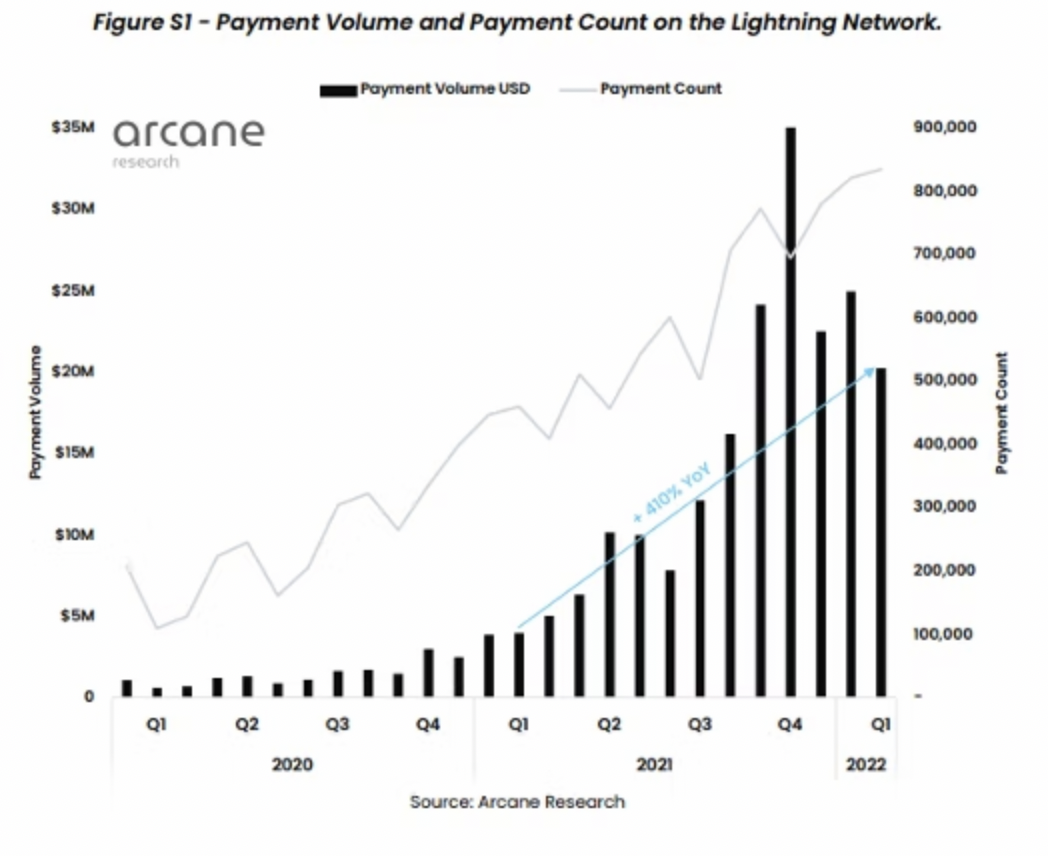 Figure S1 - Payment Volume and Payment Count on the Lightning Network.
Payment Volume USD
Payment Count
arcane
research
$35M
$30M
$25M
$20M
$15M
$10M
$5M
0
Payment Volume
900,000
800,000
700,000
600,000
500,000
400,000
300,000
200,000
100,000
-
Payment Count
+ 410% YoY
Q1 Q2 Q3 Q4 Q1 Q2 Q3 Q4 Q1
2020 2021 2022
Source: Arcane Research